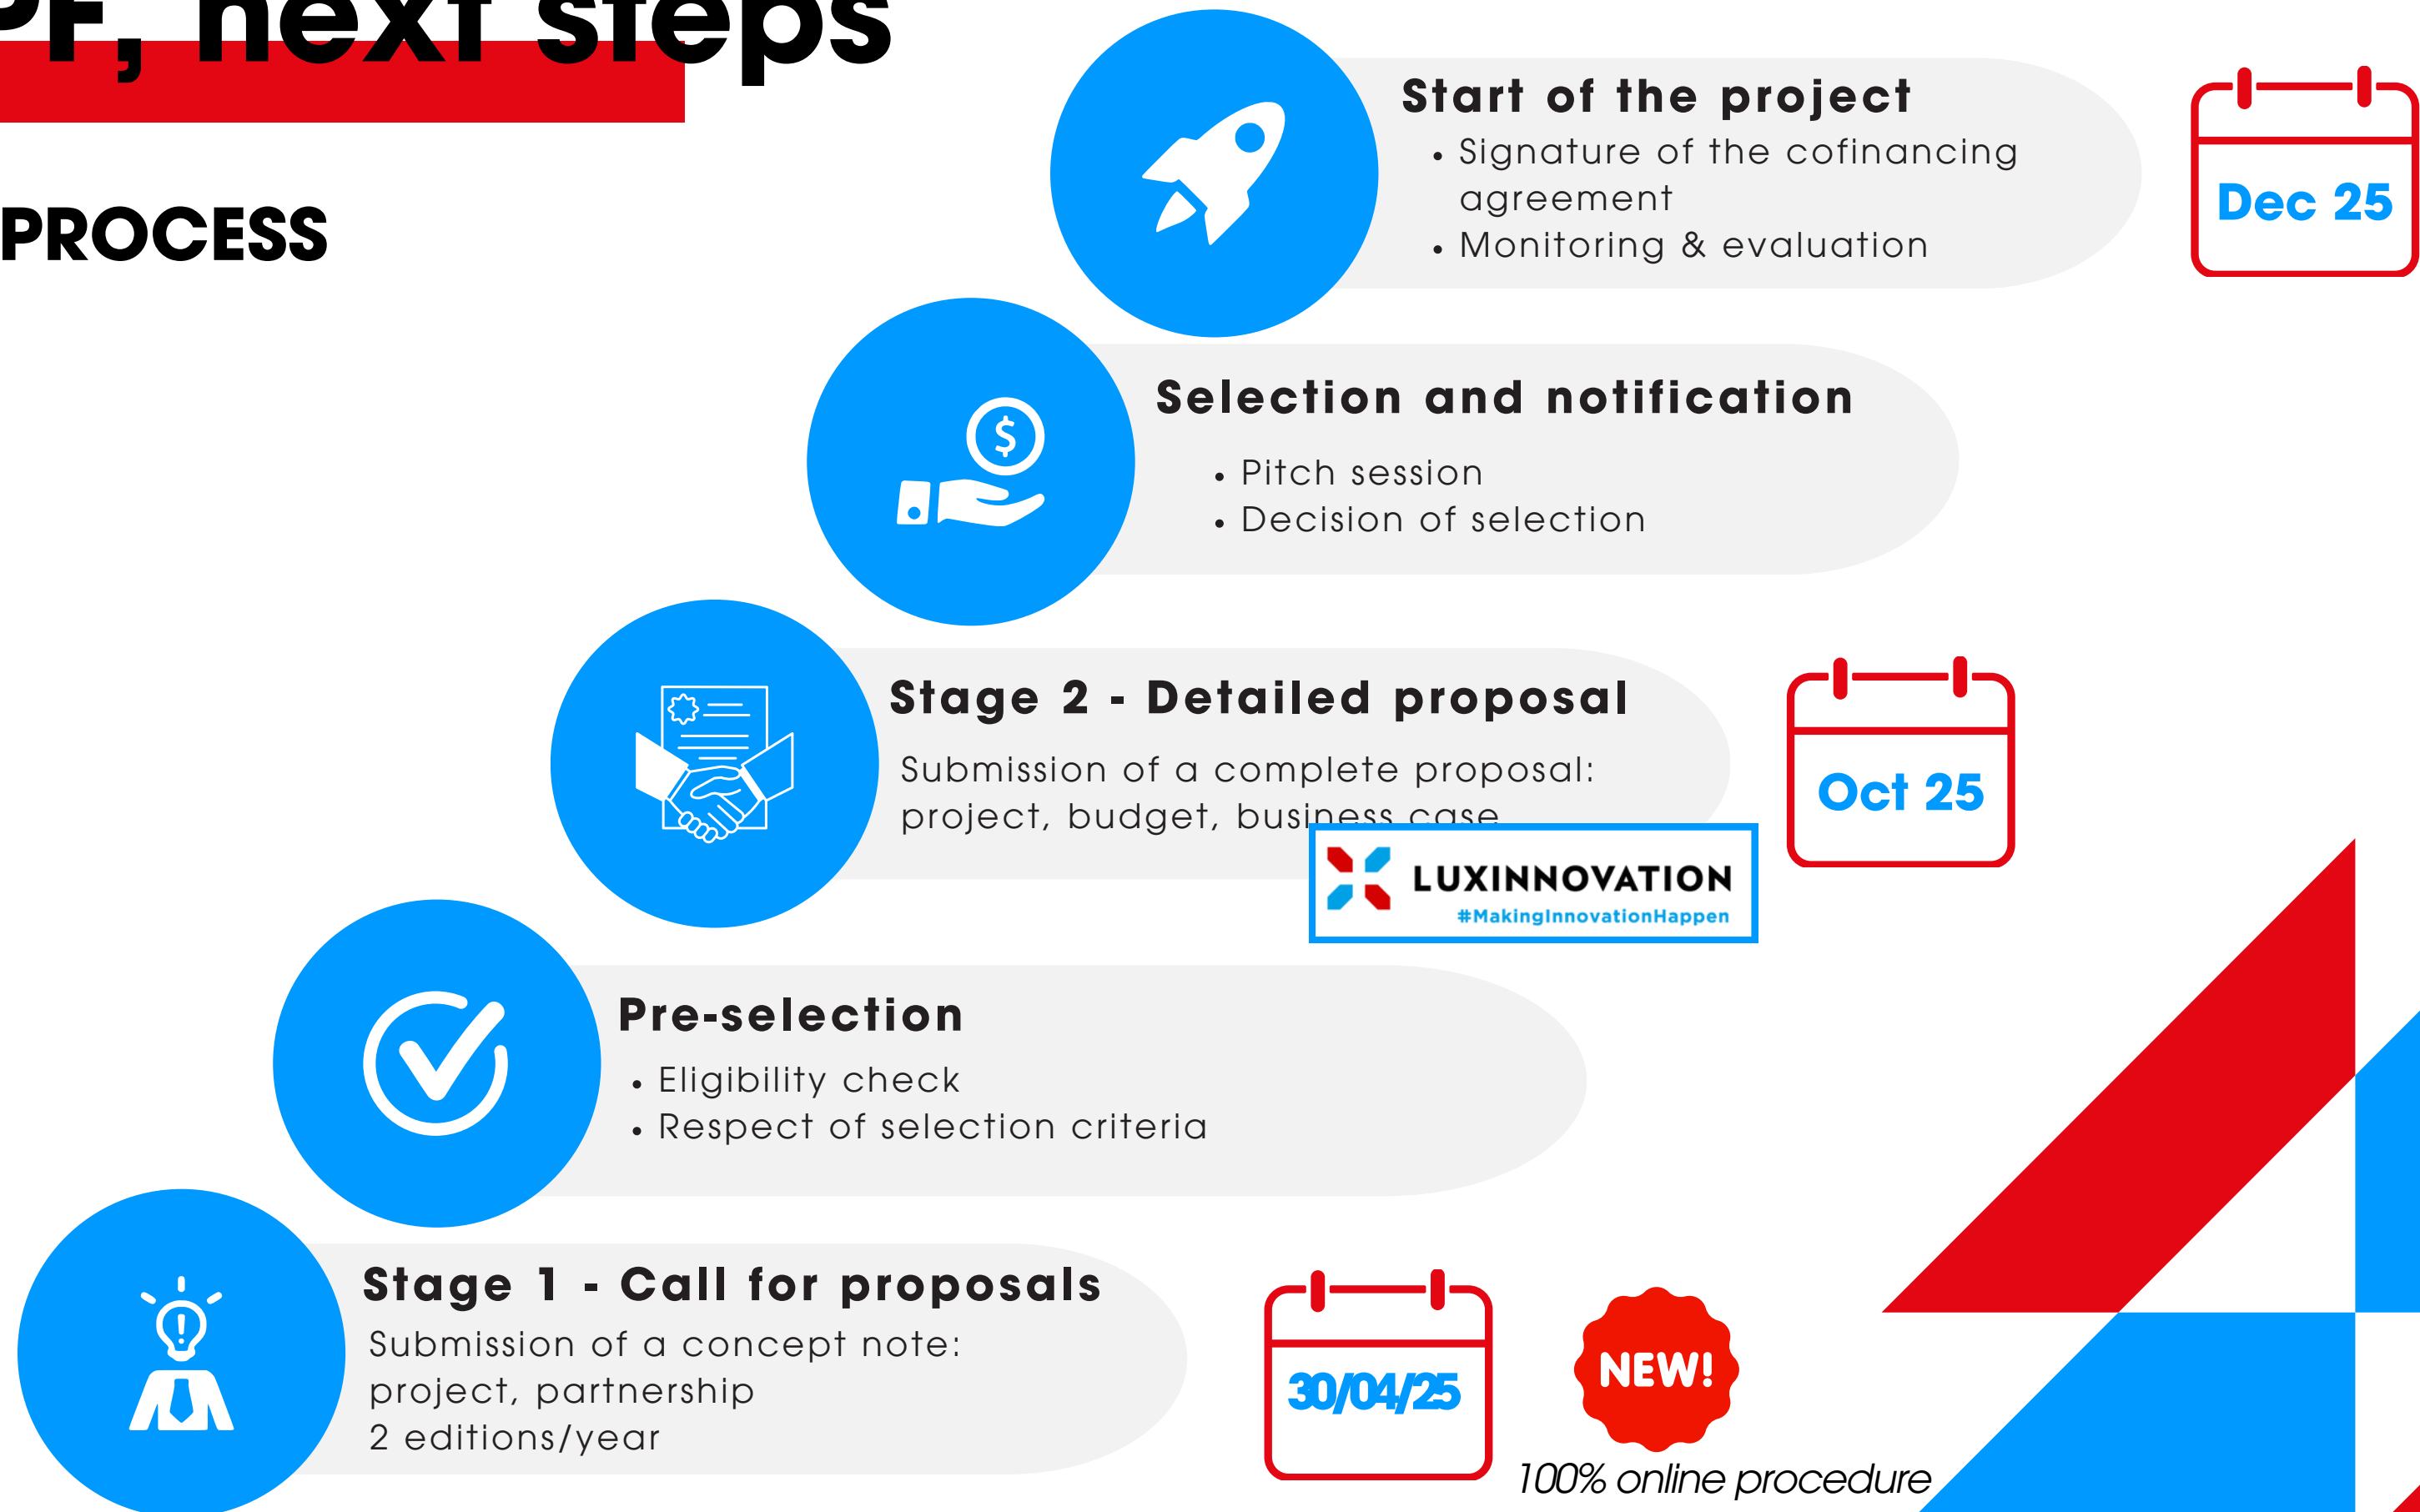 PF, next steps
PROCESS
Start of the project
• Signature of the cofinancing
agreement
• Monitoring & evaluation
Dec 25
Selection and notification
• Pitch session
• Decision of selection
$
Stage 2 - Detailed proposal
Submission of a complete proposal:
project, budget, business case
Oct 25
LUXINNOVATION
#MakingInnovationHappen
Pre-selection
• Eligibility check
• Respect of selection criteria
Stage 1 - Call for proposals
Submission of a concept note:
project, partnership
2 editions/year
30/04/25
NEW!
100% online procedure